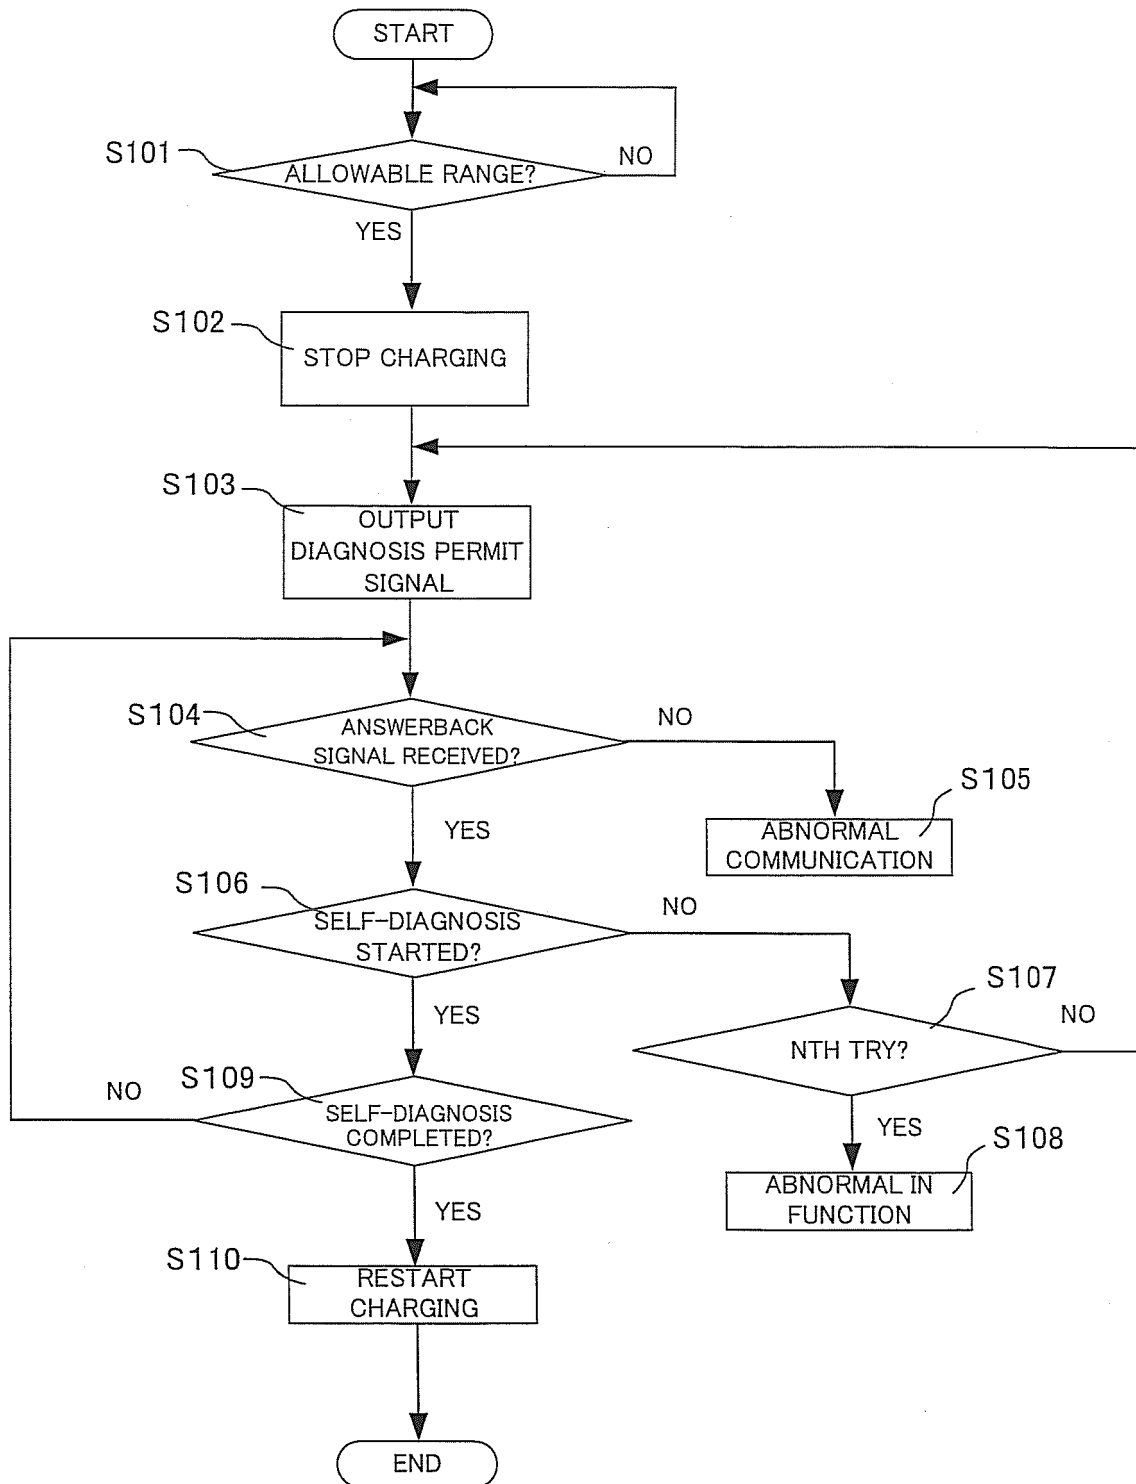 START
S101
ALLOWABLE RANGE?
NO
YES
S102
STOP CHARGING
S103
OUTPUT
DIAGNOSIS PERMIT
SIGNAL
S104
ANSWERBACK
SIGNAL RECEIVED?
NO
YES
S105
ABNORMAL
COMMUNICATION
S106
SELF-DIAGNOSIS
STARTED?
NO
YES
S107
NTH TRY?
NO
YES
S108
ABNORMAL IN
FUNCTION
S109
SELF-DIAGNOSIS
COMPLETED?
NO
YES
S110
RESTART
CHARGING
END